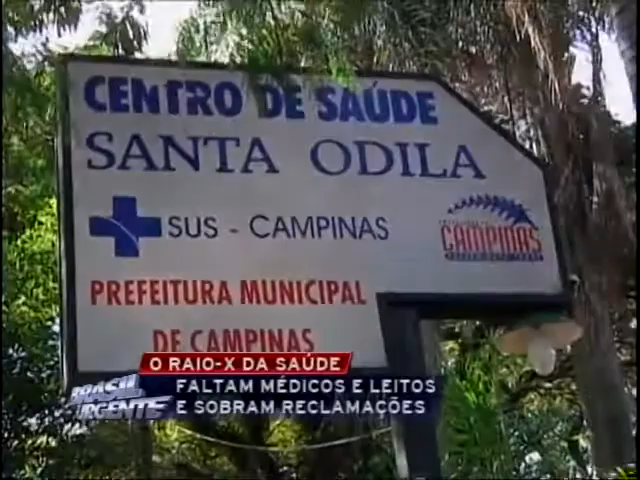 CENTRO DE SAÚDE
SANTA ODILA
SUS - CAMPINAS
CAMPINAS
PREFEITURA MUNICIPAL
DE CAMPINAS
O RAIO-X DA SAÚDE
FALTAM MÉDICOS E LEITOS
E SOBRAM RECLAMAÇÕES
BRASIL
URGENTE